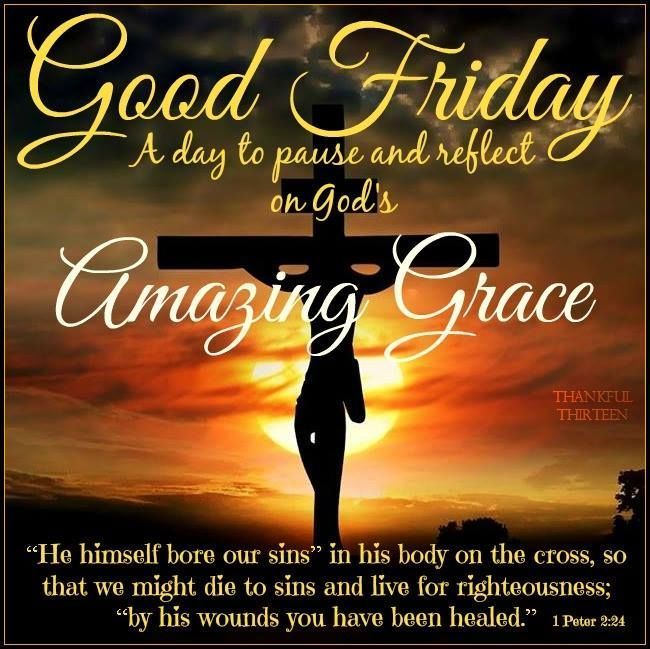 Good Friday
A day to pause and reflect
on God's
Amazing Grace
THANKFUL
THIRTEEN
“He himself bore our sins” in his body on the cross, so
that we might die to sins and live for righteousness;
“by his wounds you have been healed.” 1 Peter 2:24